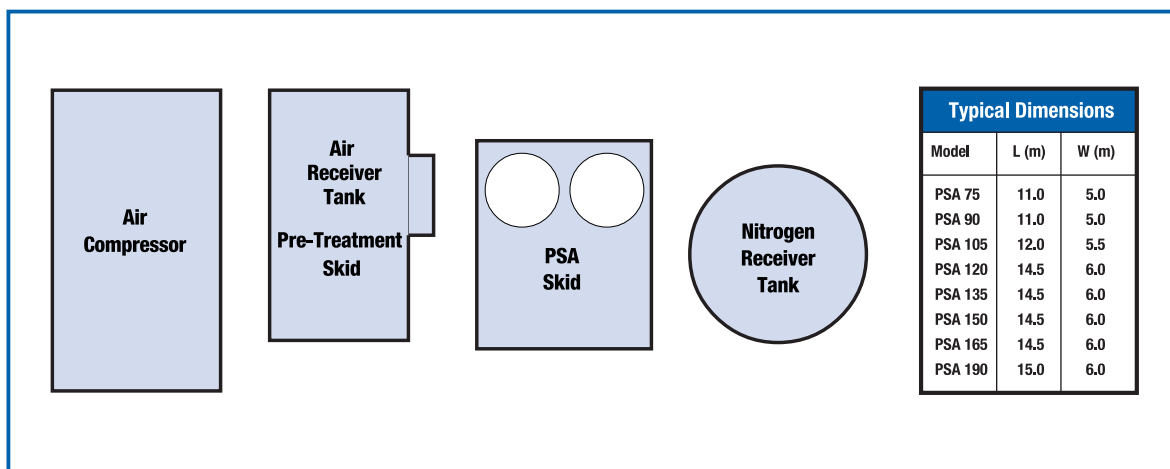 Air
Compressor
Air
Receiver
Tank
Pre-Treatment
Skid
PSA
Skid
Nitrogen
Receiver
Tank
Typical Dimensions
Model L (m) W (m)
PSA 75 11.0 5.0
PSA 90 11.0 5.0
PSA 105 12.0 5.5
PSA 120 14.5 6.0
PSA 135 14.5 6.0
PSA 150 14.5 6.0
PSA 165 14.5 6.0
PSA 190 15.0 6.0